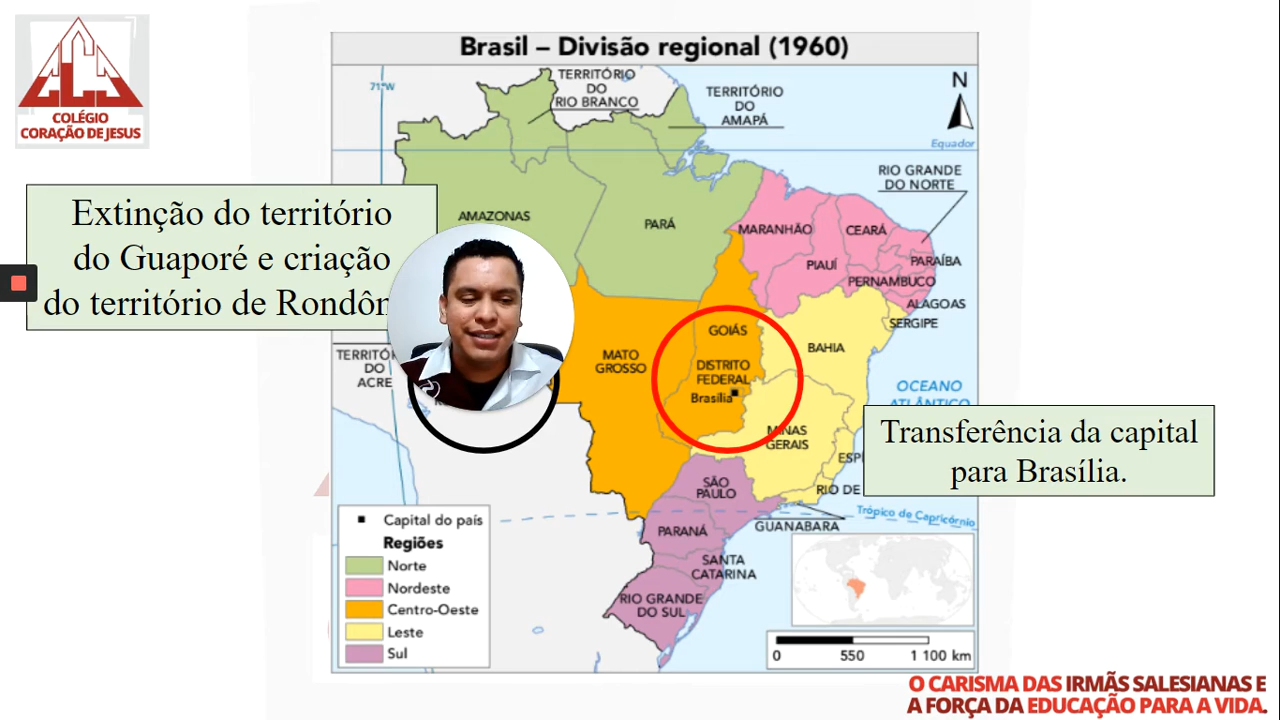 COLÉGIO
CORAÇÃO DE JESUS
Brasil – Divisão regional (1960)
71°W
TERRITÓRIO
DO
RIO BRANCO
TERRITÓRIO
DO
AMAPÁ
N
Equador
RIO GRANDE
DO NORTE
Extinção do território
do Guaporé e criação
do território de
AMAZONAS
PARÁ
MARANHÃO
CEARÁ
PIAUÍ
PARAÍBA
PERNAMBUCO
ALAGOAS
SERGIPE
GOIÁS
BAHIA
MATO
GROSSO
DISTRITO
FEDERAL
Brasília
DO
ACRE
OCEANO
ATLÂNTICO
MINAS
GERAIS
Transferência da capital
para Brasília.
RIO DE
SÃO
PAULO
GUANABARA
Trópico de Capricórnio
PARANÁ
SANTA
CATARINA
RIO GRANDE
DO SUL
Capital do país
Regiões
Norte
Nordeste
Centro-Oeste
Leste
Sul
0 550 1 100 km
O CARISMA DAS IRMÃS SALESIANAS E
A FORÇA DA EDUCAÇÃO PARA A VIDA.